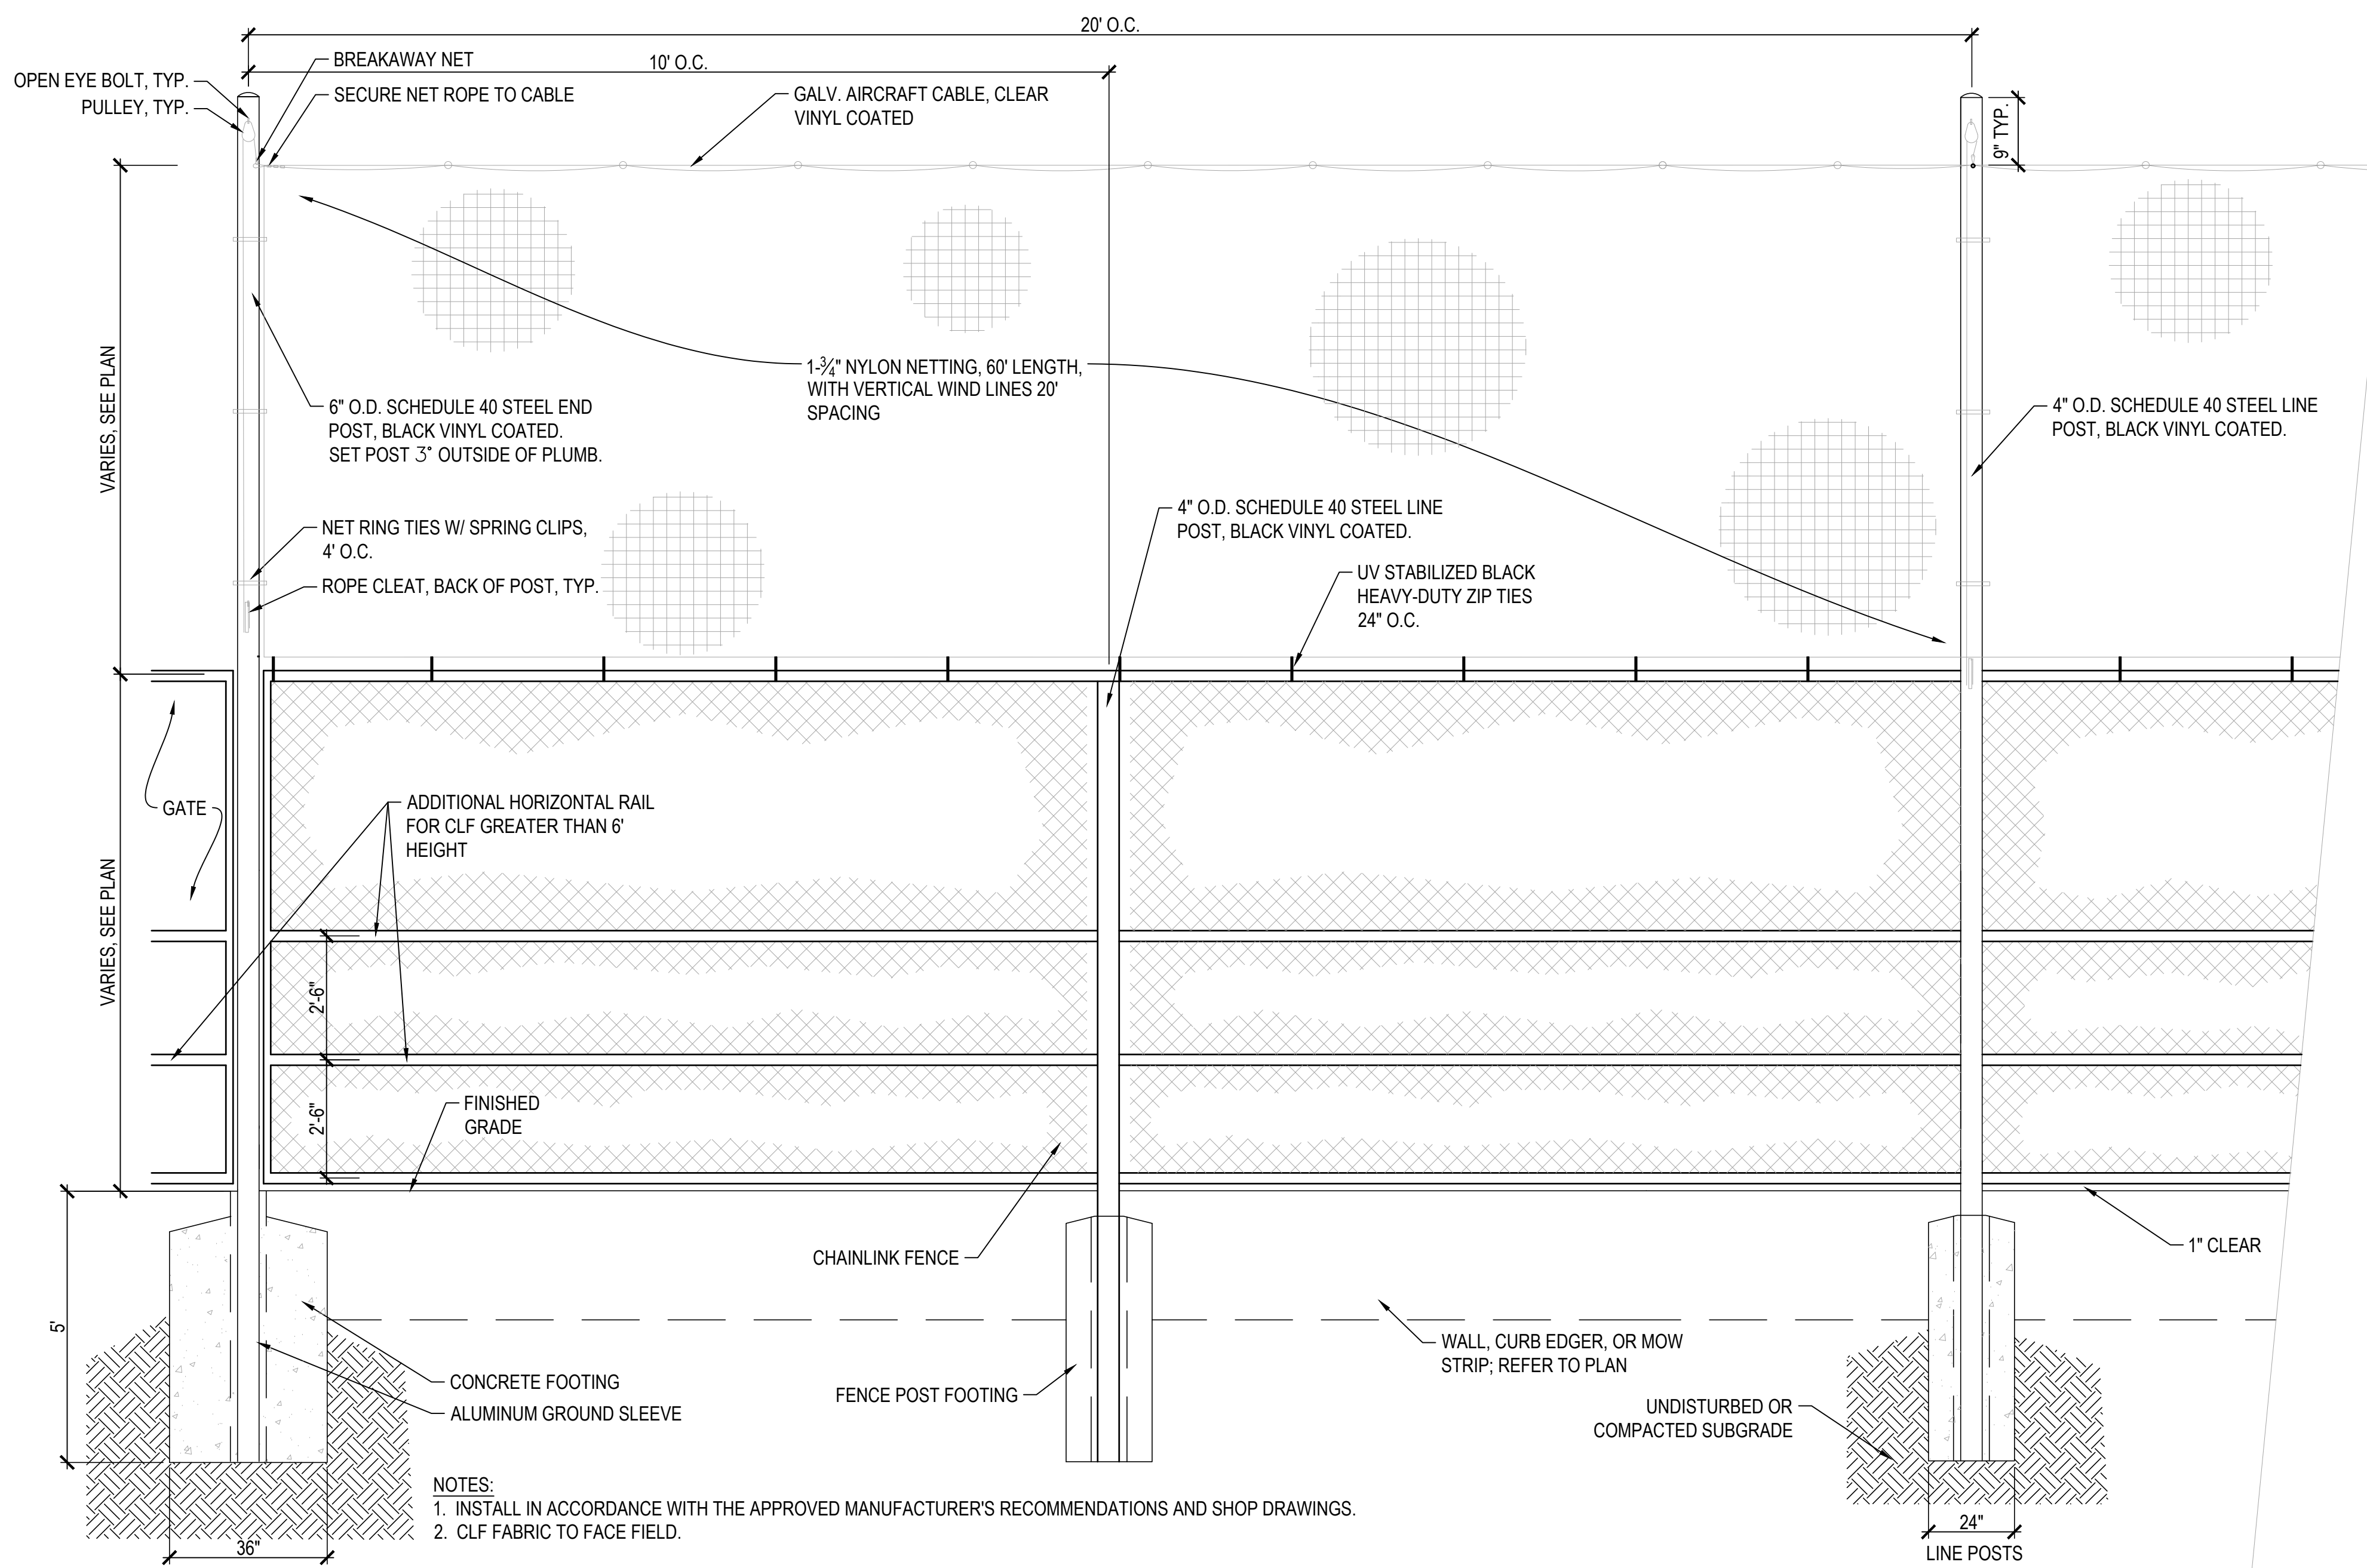 20' O.C.
BREAKAWAY NET
10' O.C.
OPEN EYE BOLT, TYP.
PULLEY, TYP.
SECURE NET ROPE TO CABLE
GALV. AIRCRAFT CABLE, CLEAR
VINYL COATED
9" TYP.
VARIES, SEE PLAN
1-3/4" NYLON NETTING, 60' LENGTH,
WITH VERTICAL WIND LINES 20'
SPACING
6" O.D. SCHEDULE 40 STEEL END
POST, BLACK VINYL COATED.
SET POST 3° OUTSIDE OF PLUMB.
4" O.D. SCHEDULE 40 STEEL LINE
POST, BLACK VINYL COATED.
NET RING TIES W/ SPRING CLIPS,
4' O.C.
ROPE CLEAT, BACK OF POST, TYP.
4" O.D. SCHEDULE 40 STEEL LINE
POST, BLACK VINYL COATED.
UV STABILIZED BLACK
HEAVY-DUTY ZIP TIES
24" O.C.
GATE
ADDITIONAL HORIZONTAL RAIL
FOR CLF GREATER THAN 6'
HEIGHT
VARIES, SEE PLAN
2'-6"
2'-6"
FINISHED
GRADE
CHAINLINK FENCE
1" CLEAR
5'
WALL, CURB EDGER, OR MOW
STRIP; REFER TO PLAN
CONCRETE FOOTING
ALUMINUM GROUND SLEEVE
FENCE POST FOOTING
UNDISTURBED OR
COMPACTED SUBGRADE
NOTES:
1. INSTALL IN ACCORDANCE WITH THE APPROVED MANUFACTURER'S RECOMMENDATIONS AND SHOP DRAWINGS.
2. CLF FABRIC TO FACE FIELD.
36"
24"
LINE POSTS